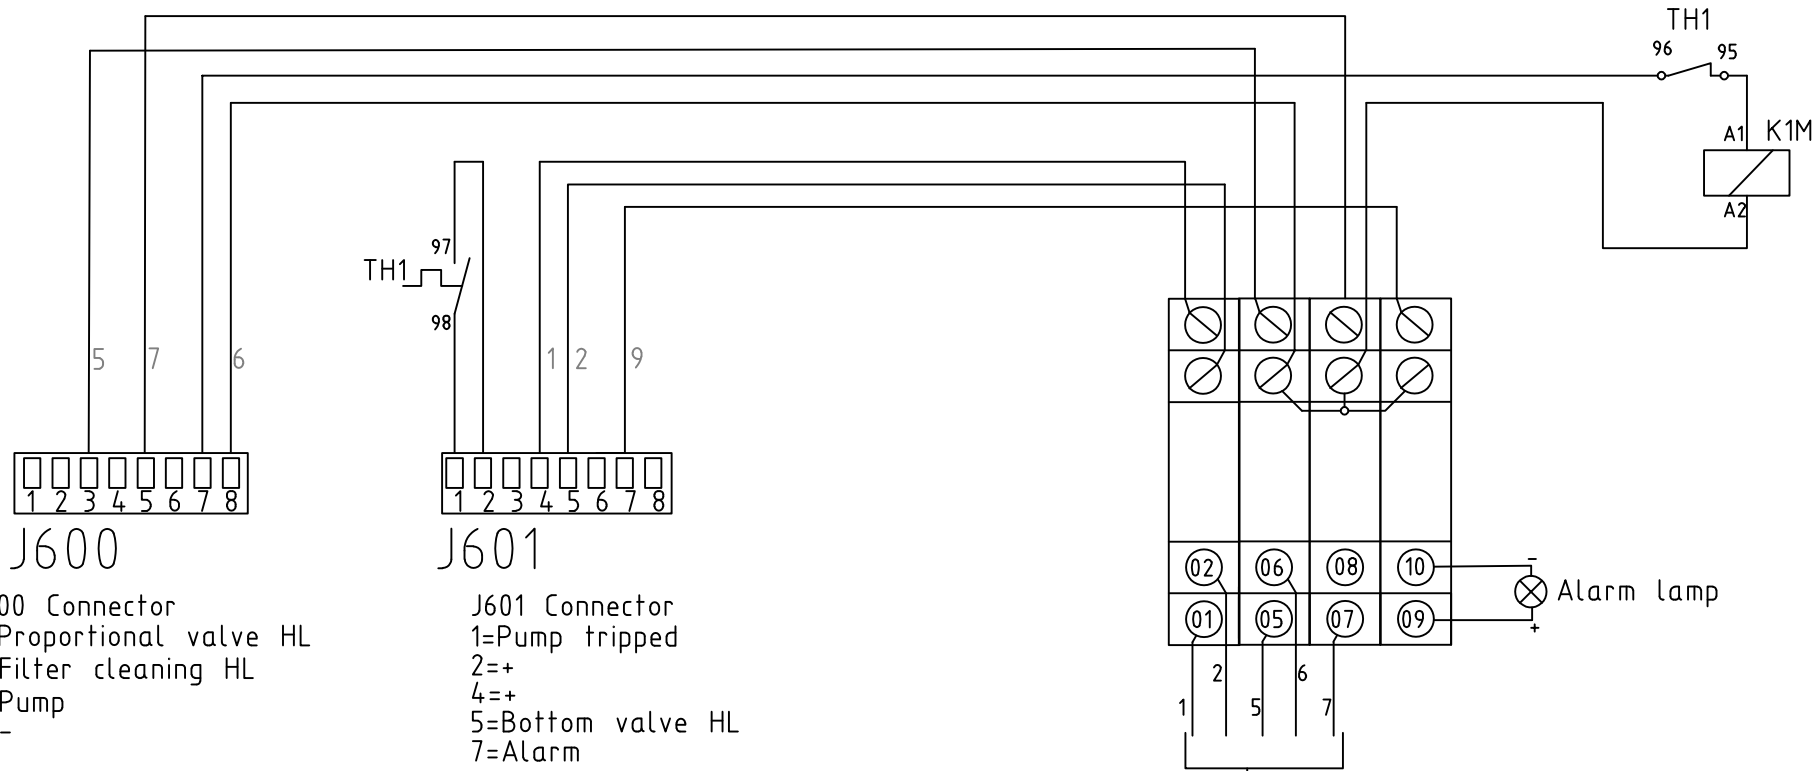 TH1
96 95
A1 K1M
A2
97
TH1
98
5 7 6 1 2 9
1 2 3 4 5 6 7 8
1 2 3 4 5 6 7 8
J600
J601
02 06 08 10
01 05 07 09
-
Alarm lamp
+
00 Connector
Proportional valve HL
Filter cleaning HL
Pump
-
J601 Connector
1=Pump tripped
2=+
4=+
5=Bottom valve HL
7=Alarm
2 6
1 5 7